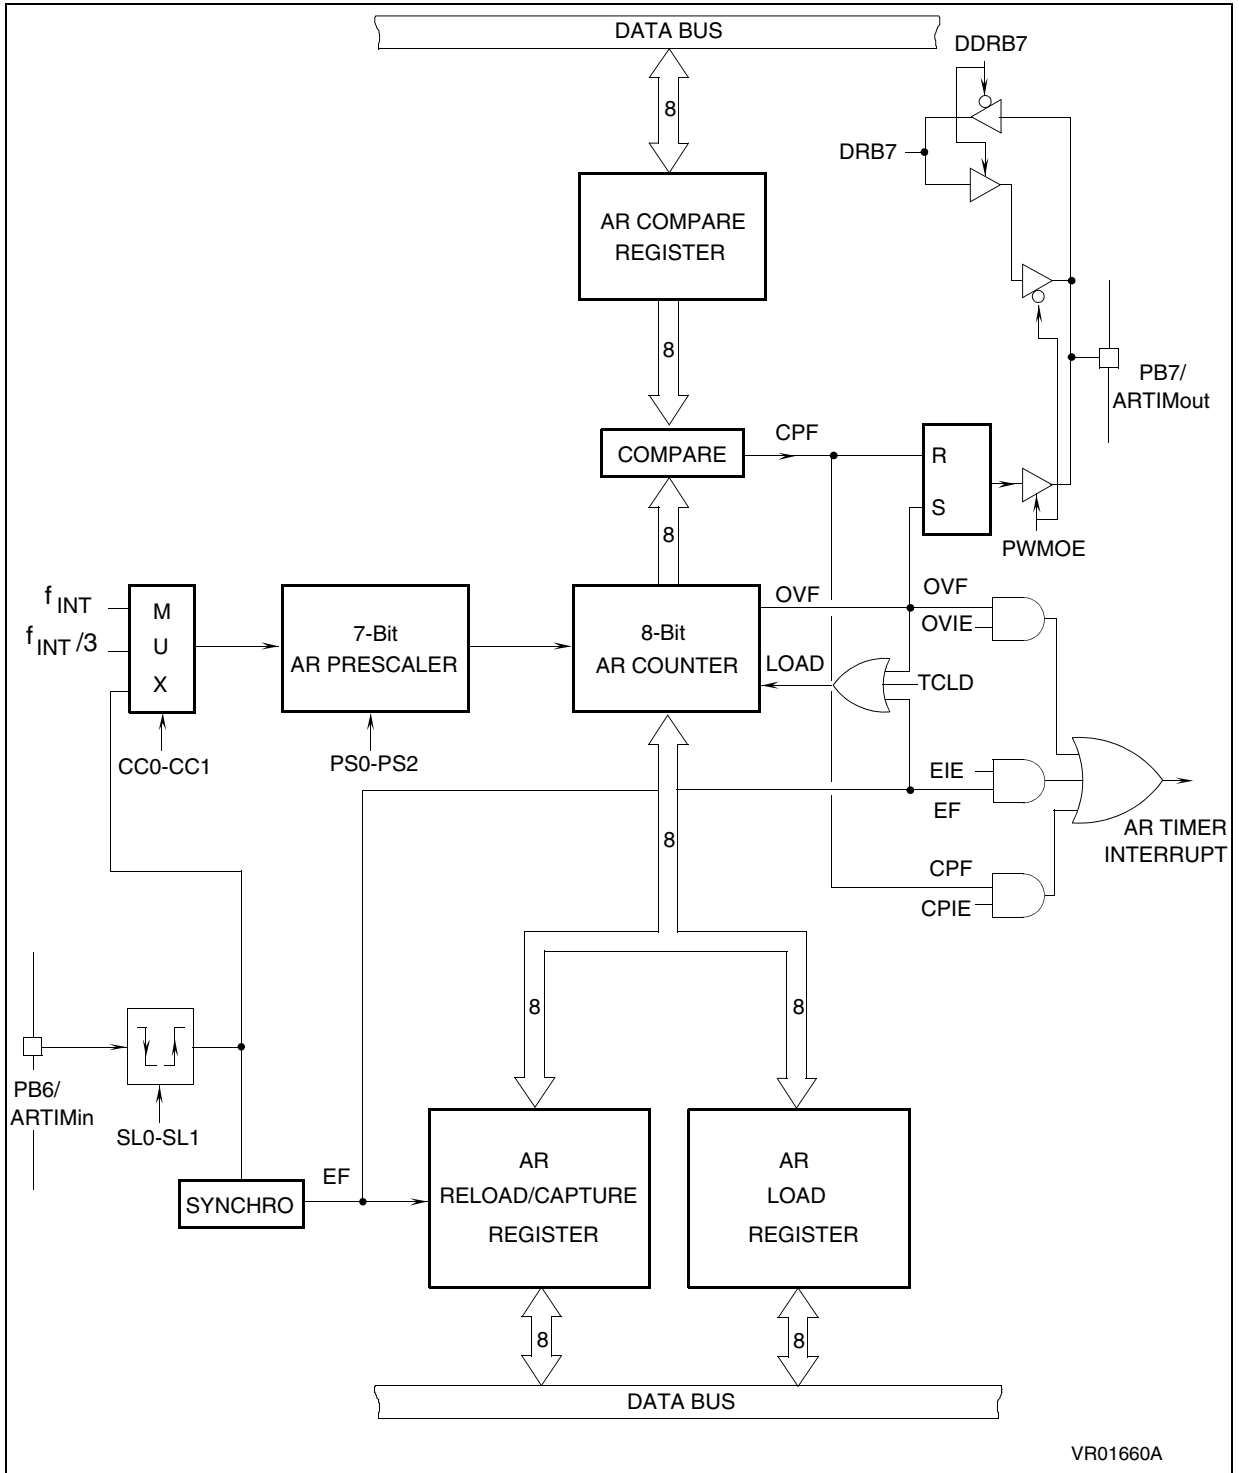 DATA BUS
DDRB7
8
DRB7
AR COMPARE
REGISTER
8
PB7/
ARTIMout
CPF
COMPARE
R
S
8
PWMOE
f INT
f INT /3
M
U
X
7-Bit
AR PRESCALER
8-Bit
AR COUNTER
OVF
OVF
OVIE
LOAD
TCLD
CC0-CC1
PS0-PS2
EIE
EF
AR TIMER
INTERRUPT
8
CPF
CPIE
8
8
PB6/
ARTIMin
SL0-SL1
EF
SYNCHRO
AR
RELOAD/CAPTURE
REGISTER
AR
LOAD
REGISTER
8
8
DATA BUS
VR01660A